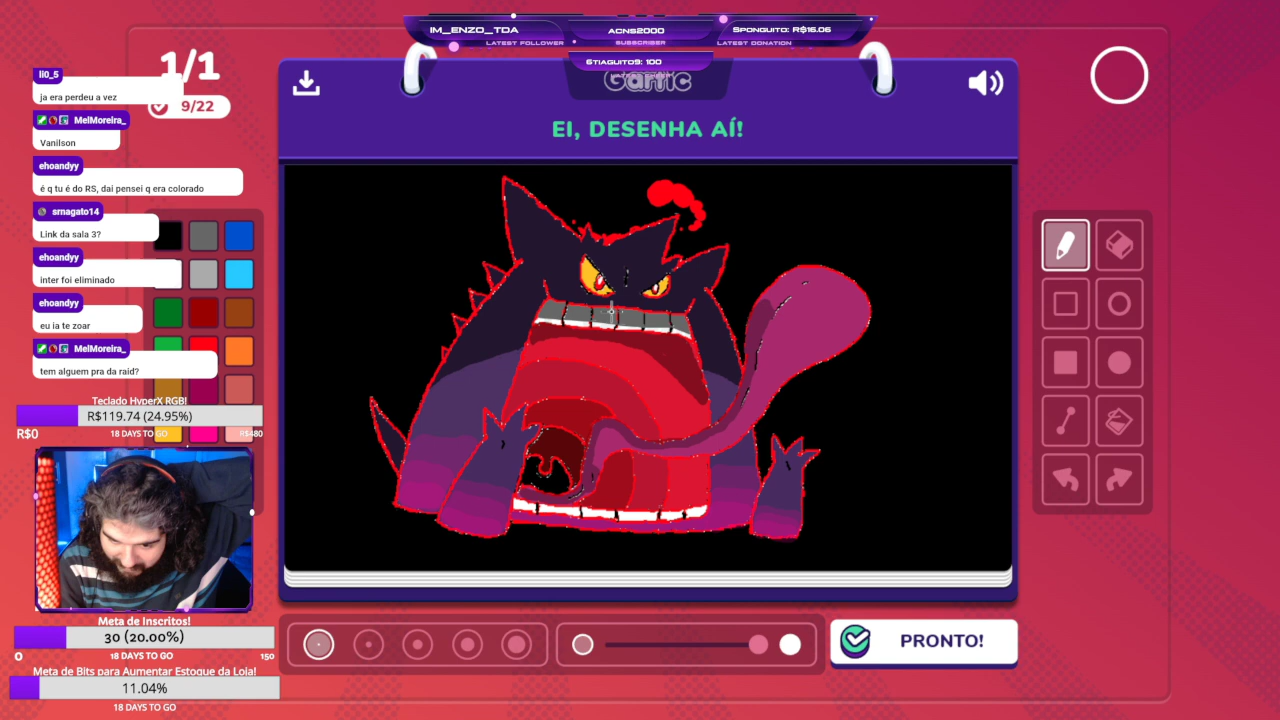 IM_ENZO_TDA
LATEST FOLLOWER
ACNS2000
SUBSCRIBER
SPONGUITO: R$16.06
LATEST DONATION
6TIAGUITO9: 100
Gartic
1/1
9/22
EI, DESENHA AÍ!
li0_5
ja era perdeu a vez
MelMoreira_
Vanilson
ehoandyy
é q tu é do RS, dai pensei q era colorado
srnagato14
Link da sala 3?
ehoandyy
inter foi eliminado
ehoandyy
eu ia te zoar
MelMoreira_
tem alguem pra da raid?
Teclado HyperX RGB!
R$119.74 (24.95%)
R$0
18 DAYS TO GO
R$480
Meta de Inscritos!
30 (20.00%)
0
18 DAYS TO GO
150
Meta de Bits para Aumentar Estoque da Loja!
11.04%
18 DAYS TO GO
PRONTO!